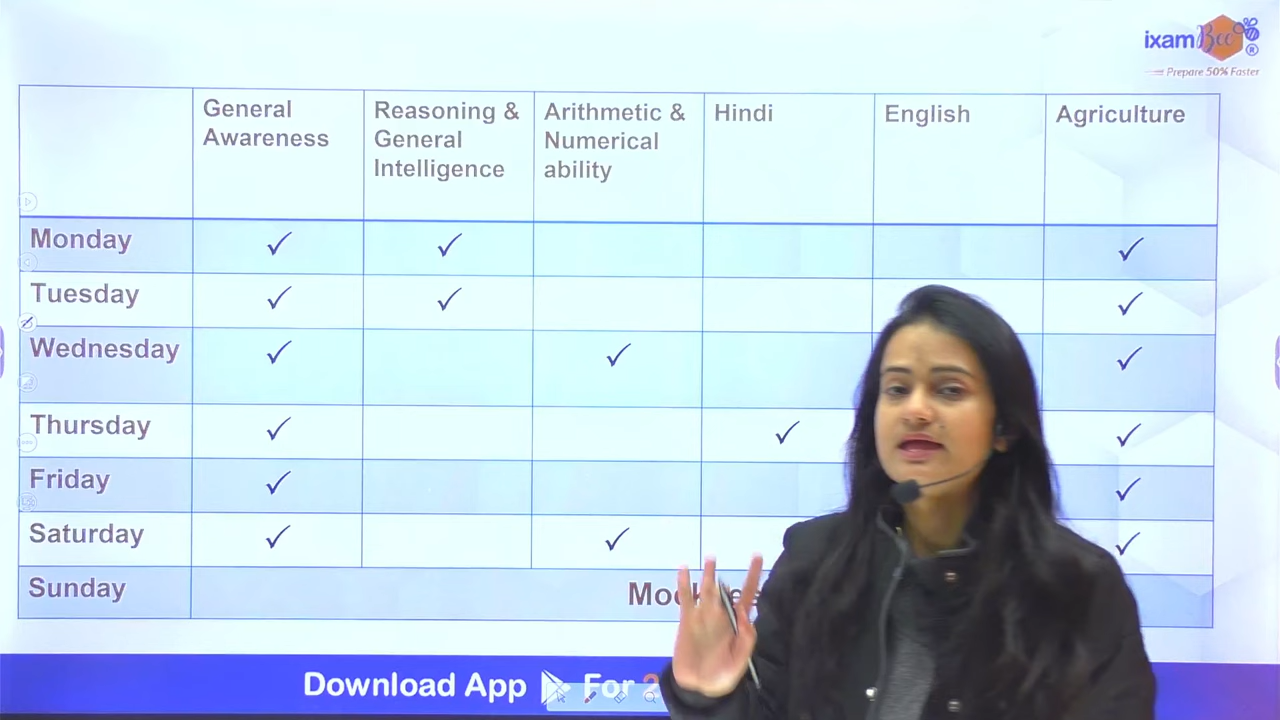 ixamBee
®
Prepare 50% Faster
General Awareness
Reasoning & General Intelligence
Arithmetic & Numerical ability
Hindi
English
Agriculture
Monday ✓ ✓ ✓
Tuesday ✓ ✓ ✓
Wednesday ✓ ✓ ✓
Thursday ✓ ✓ ✓
Friday ✓ ✓
Saturday ✓ ✓ ✓
Sunday
Download App For